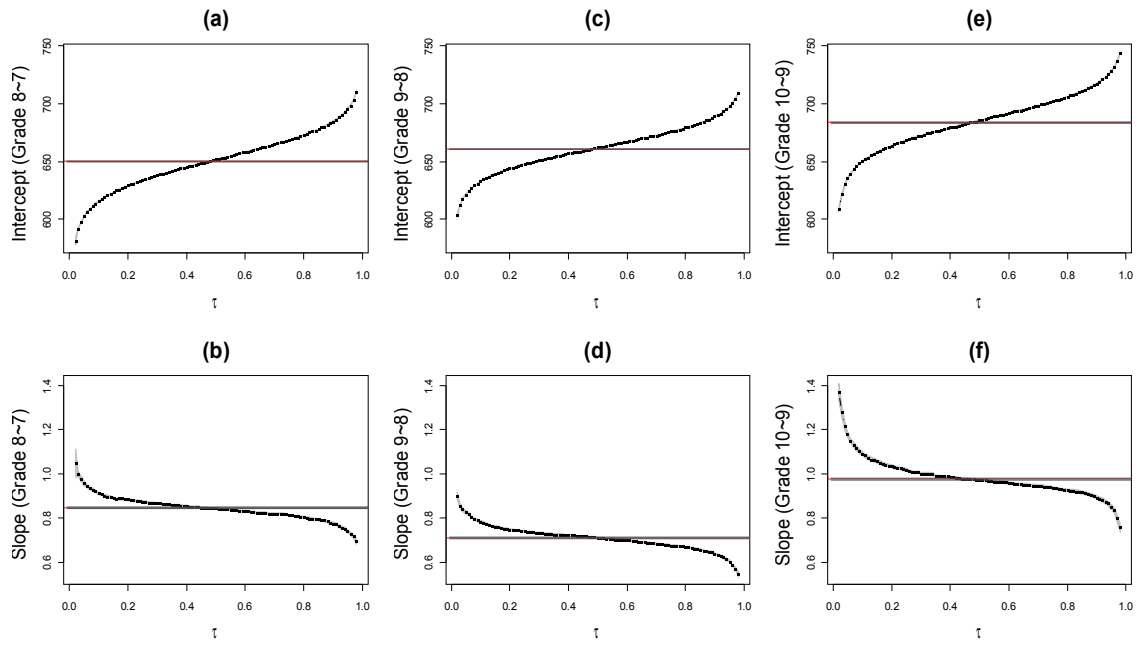 (a)
Intercept (Grade 8~7)
750
700
650
600
0.0 0.2 0.4 0.6 0.8 1.0
τ
(c)
Intercept (Grade 9~8)
750
700
650
600
0.0 0.2 0.4 0.6 0.8 1.0
τ
(e)
Intercept (Grade 10~9)
750
700
650
600
0.0 0.2 0.4 0.6 0.8 1.0
τ
(b)
Slope (Grade 8~7)
1.4
1.2
1.0
0.8
0.6
0.0 0.2 0.4 0.6 0.8 1.0
τ
(d)
Slope (Grade 9~8)
1.4
1.2
1.0
0.8
0.6
0.0 0.2 0.4 0.6 0.8 1.0
τ
(f)
Slope (Grade 10~9)
1.4
1.2
1.0
0.8
0.6
0.0 0.2 0.4 0.6 0.8 1.0
τ